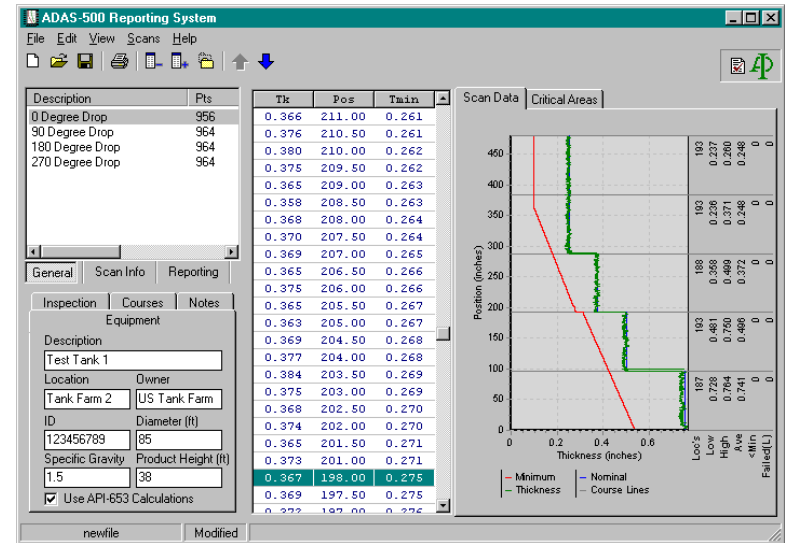 ADAS-500 Reporting System
File Edit View Scans Help
Description Pts
0 Degree Drop 956
90 Degree Drop 964
180 Degree Drop 964
270 Degree Drop 964
General Scan Info Reporting
Inspection Courses Notes
Equipment
Description
Test Tank 1
Location Owner
Tank Farm 2 US Tank Farm
ID Diameter (ft)
123456789 85
Specific Gravity Product Height (ft)
1.5 38
Use API-653 Calculations
Tk Pos Tmin
0.366 211.00 0.261
0.376 210.50 0.261
0.380 210.00 0.262
0.375 209.50 0.262
0.365 209.00 0.263
0.358 208.50 0.263
0.368 208.00 0.264
0.370 207.50 0.264
0.369 207.00 0.265
0.365 206.50 0.266
0.375 206.00 0.266
0.365 205.50 0.267
0.363 205.00 0.267
0.369 204.50 0.268
0.377 204.00 0.268
0.384 203.50 0.269
0.375 203.00 0.269
0.368 202.50 0.270
0.374 202.00 0.270
0.365 201.50 0.271
0.373 201.00 0.271
0.367 198.00 0.275
0.369 197.50 0.275
0.372 197.00 0.276
Scan Data Critical Areas
Position (inches)
450
400
350
300
250
200
150
100
50
0
0 0.2 0.4 0.6
Thickness (inches)
193 0.237 0.260 0.248 0 0
193 0.236 0.371 0.248 0 0
188 0.358 0.499 0.372 0 0
193 0.481 0.750 0.496 0 0
187 0.728 0.764 0.741 0 0
Loc's Low High Ave <Min Failed(L)
Minimum Nominal
Thickness Course Lines
newfile Modified